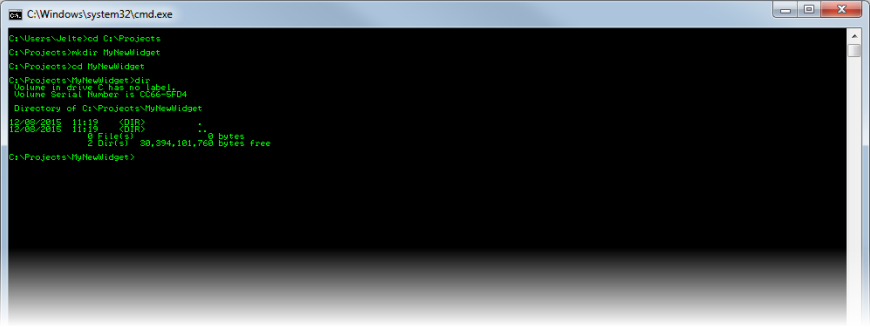 C:\Windows\system32\cmd.exe
C:\Users\Jelte>cd C:\Projects
C:\Projects>mkdir MyNewWidget
C:\Projects>cd MyNewWidget
C:\Projects\MyNewWidget>dir
Volume in drive C has no label.
Volume Serial Number is CC66-5FD4
Directory of C:\Projects\MyNewWidget
12/08/2015  11:19    <DIR>          .
12/08/2015  11:19    <DIR>          ..
0 File(s)              0 bytes
2 Dir(s)  30,394,101,760 bytes free
C:\Projects\MyNewWidget>